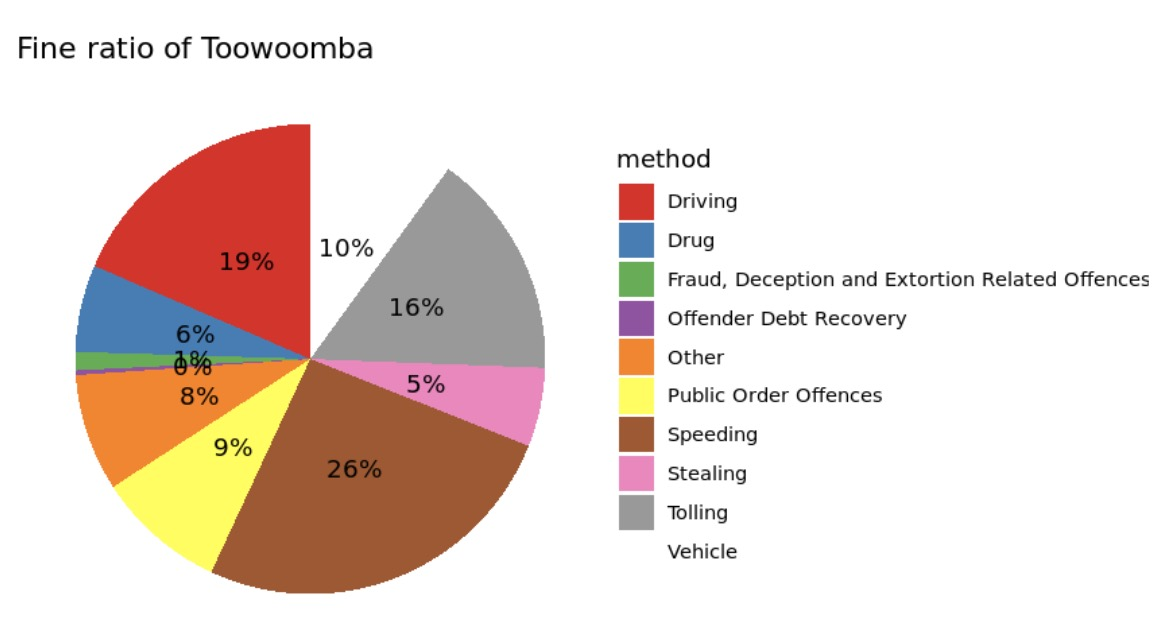 Fine ratio of Toowoomba
method
Driving
Drug
Fraud, Deception and Extortion Related Offences
Offender Debt Recovery
Other
Public Order Offences
Speeding
Stealing
Tolling
Vehicle
10%
19%
16%
6%
1%
0%
5%
8%
9%
26%